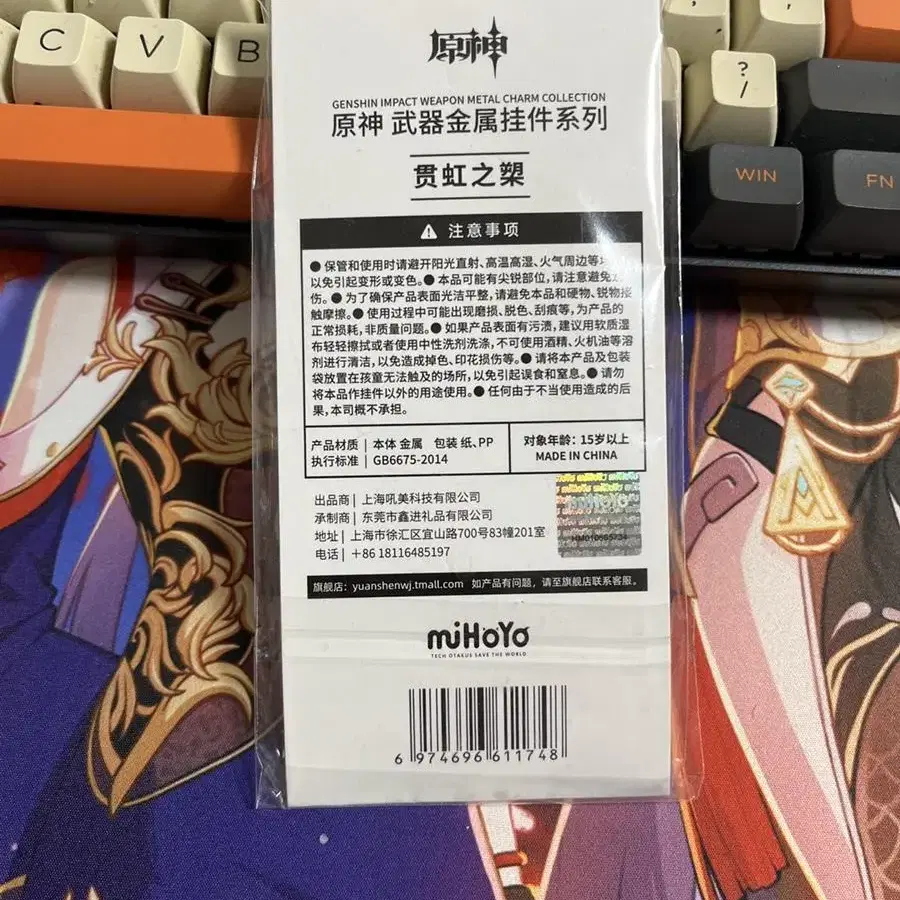 C
V
B
?
/
WIN
FN
原神
GENSHIN IMPACT WEAPON METAL CHARM COLLECTION
原神 武器金属挂件系列
贯虹之槊
注意事项
● 保管和使用时请避开阳光直射、高温高湿、火气周边等
以免引起变形或变色。● 本品可能有尖锐部位,请注意避免
伤。● 为了确保产品表面光洁平整,请避免本品和硬物、锐物接
触摩擦。● 使用过程中可能出现磨损、脱色、刮痕等,为产品的
正常损耗,非质量问题。● 如果产品表面有污渍,建议用软质湿
布轻轻擦拭或者使用中性洗剂洗涤,不可使用酒精、火机油等溶
剂进行清洁,以免造成掉色、印花损伤等。● 请将本产品及包装
袋放置在孩童无法触及的场所,以免引起误食和窒息。● 请勿
将本品作挂件以外的用途使用。● 任何由于不当使用造成的后
果,本司概不承担。
产品材质 | 本体 金属 包装 纸、PP
执行标准 | GB6675-2014
对象年龄:15岁以上
MADE IN CHINA
出品商 | 上海吼美科技有限公司
承制商 | 东莞市鑫进礼品有限公司
地址 | 上海市徐汇区宜山路700号83幢201室
电话 | +86 18116485197
miHoYo
旗舰店:yuanshenwj.tmall.com 如产品有问题,请至旗舰店联系客服。
miHoYo
TECH OTAKUS SAVE THE WORLD
6 974696 611748